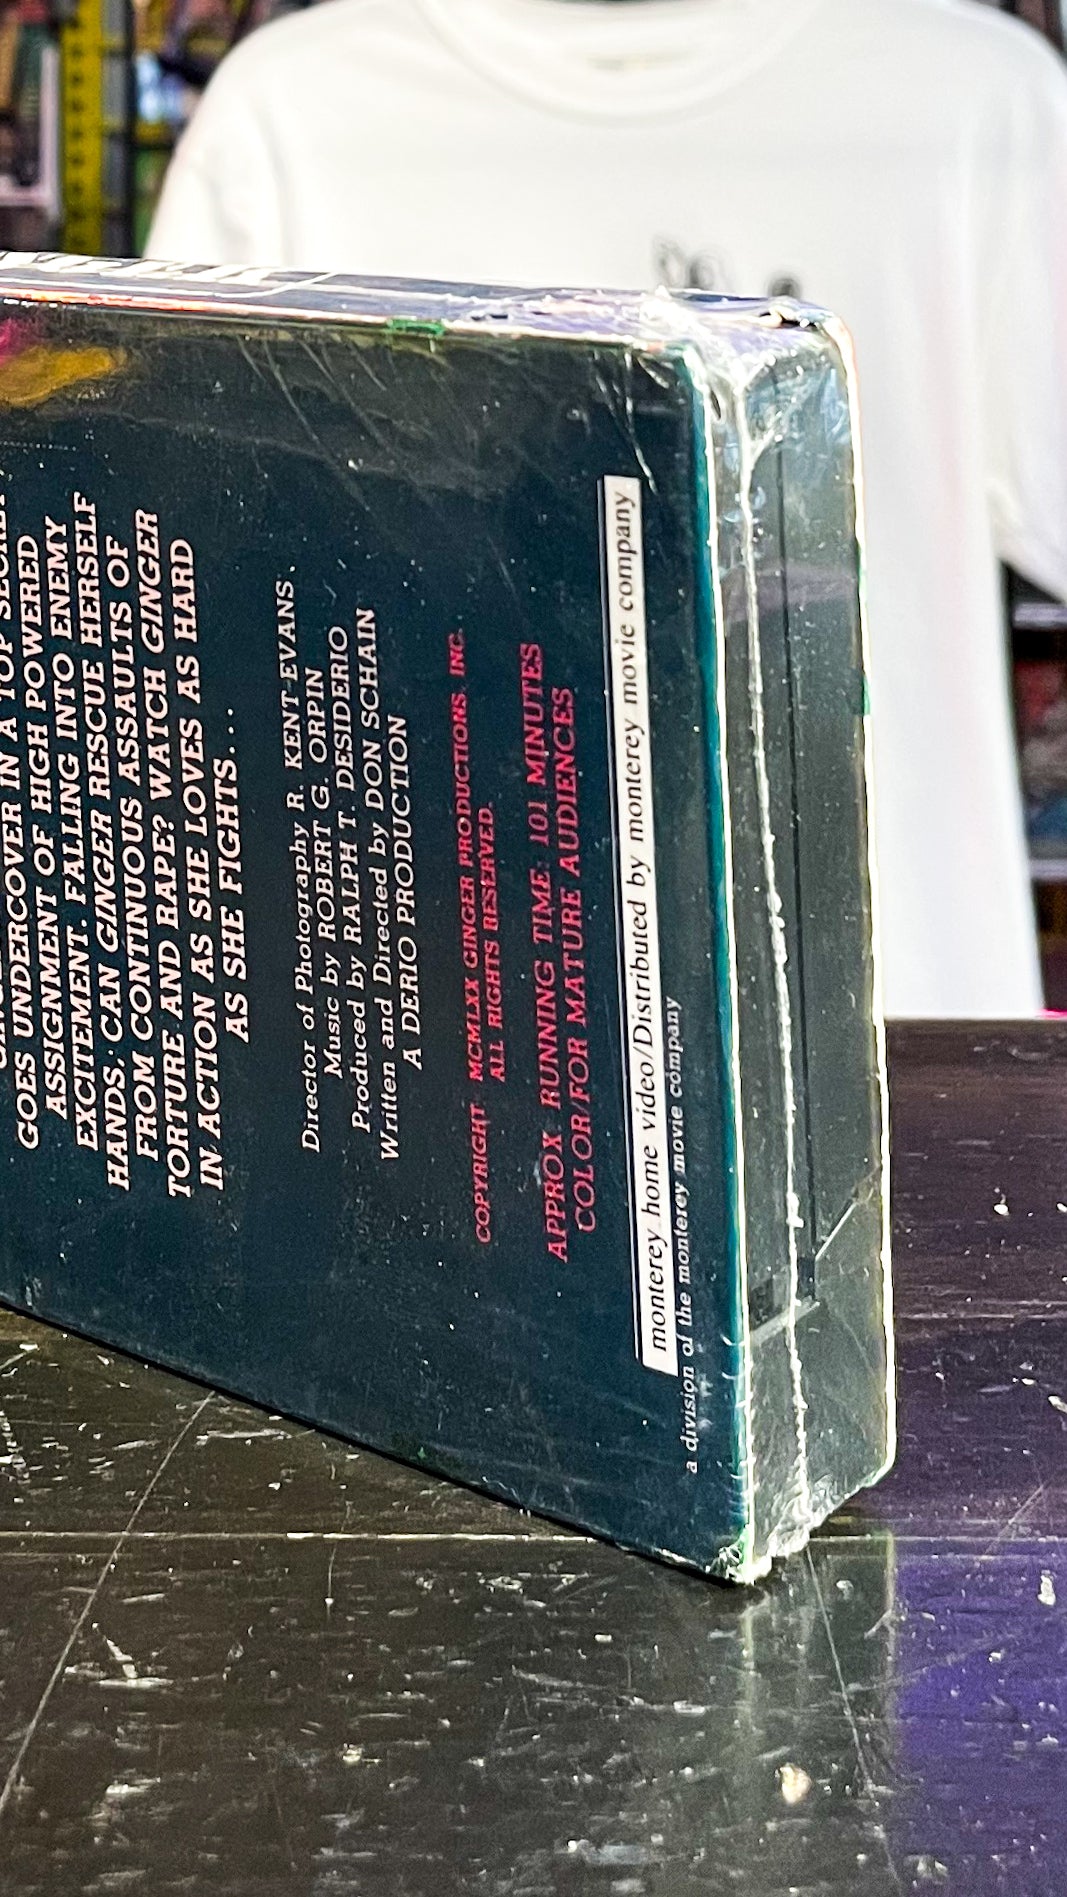 GOES UNDERCOVER IN A TOP SECRET
ASSIGNMENT OF HIGH POWERED
EXCITEMENT. FALLING INTO ENEMY
HANDS: CAN GINGER RESCUE HERSELF
FROM CONTINUOUS ASSAULTS OF
TORTURE AND RAPE? WATCH GINGER
IN ACTION AS SHE LOVES AS HARD
AS SHE FIGHTS...
Director of Photography R. KENT EVANS
Music by ROBERT G. ORPIN
Produced by RALPH T. DESIDERIO
Written and Directed by DON SCHAIN
A DERIO PRODUCTION
COPYRIGHT MCMLXX GINGER PRODUCTIONS, INC.
ALL RIGHTS RESERVED.
APPROX RUNNING TIME: 101 MINUTES
COLOR/FOR MATURE AUDIENCES
monterey home video/Distributed by monterey movie company
a division of the monterey movie company